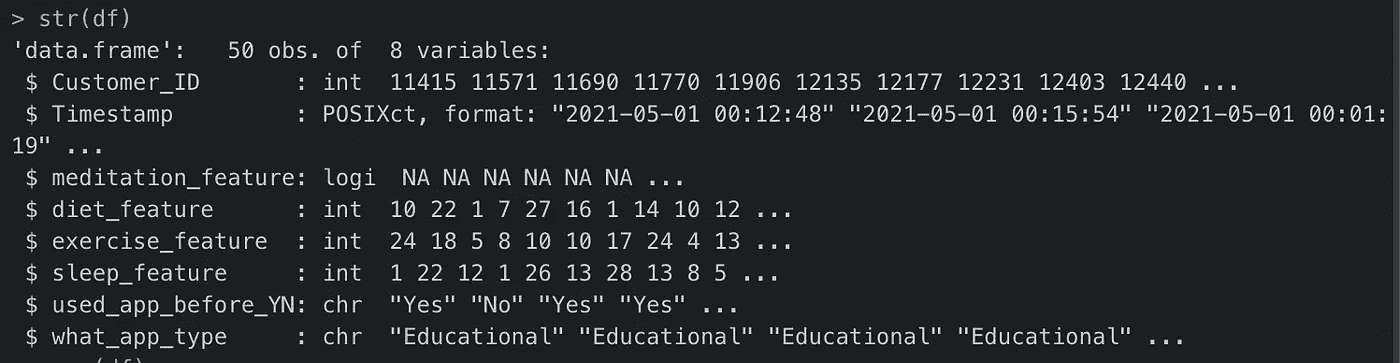 > str(df)
'data.frame':   50 obs. of  8 variables:
 $ Customer_ID       : int  11415 11571 11690 11770 11906 12135 12177 12231 12403 12440 ...
 $ Timestamp         : POSIXct, format: "2021-05-01 00:12:48" "2021-05-01 00:15:54" "2021-05-01 00:01:
19" ...
 $ meditation_feature: logi  NA NA NA NA NA NA ...
 $ diet_feature      : int  10 22 1 7 27 16 1 14 10 12 ...
 $ exercise_feature  : int  24 18 5 8 10 10 17 24 4 13 ...
 $ sleep_feature     : int  1 22 12 1 26 13 28 13 8 5 ...
 $ used_app_before_YN: chr  "Yes" "No" "Yes" "Yes" ...
 $ what_app_type     : chr  "Educational" "Educational" "Educational" "Educational" ...